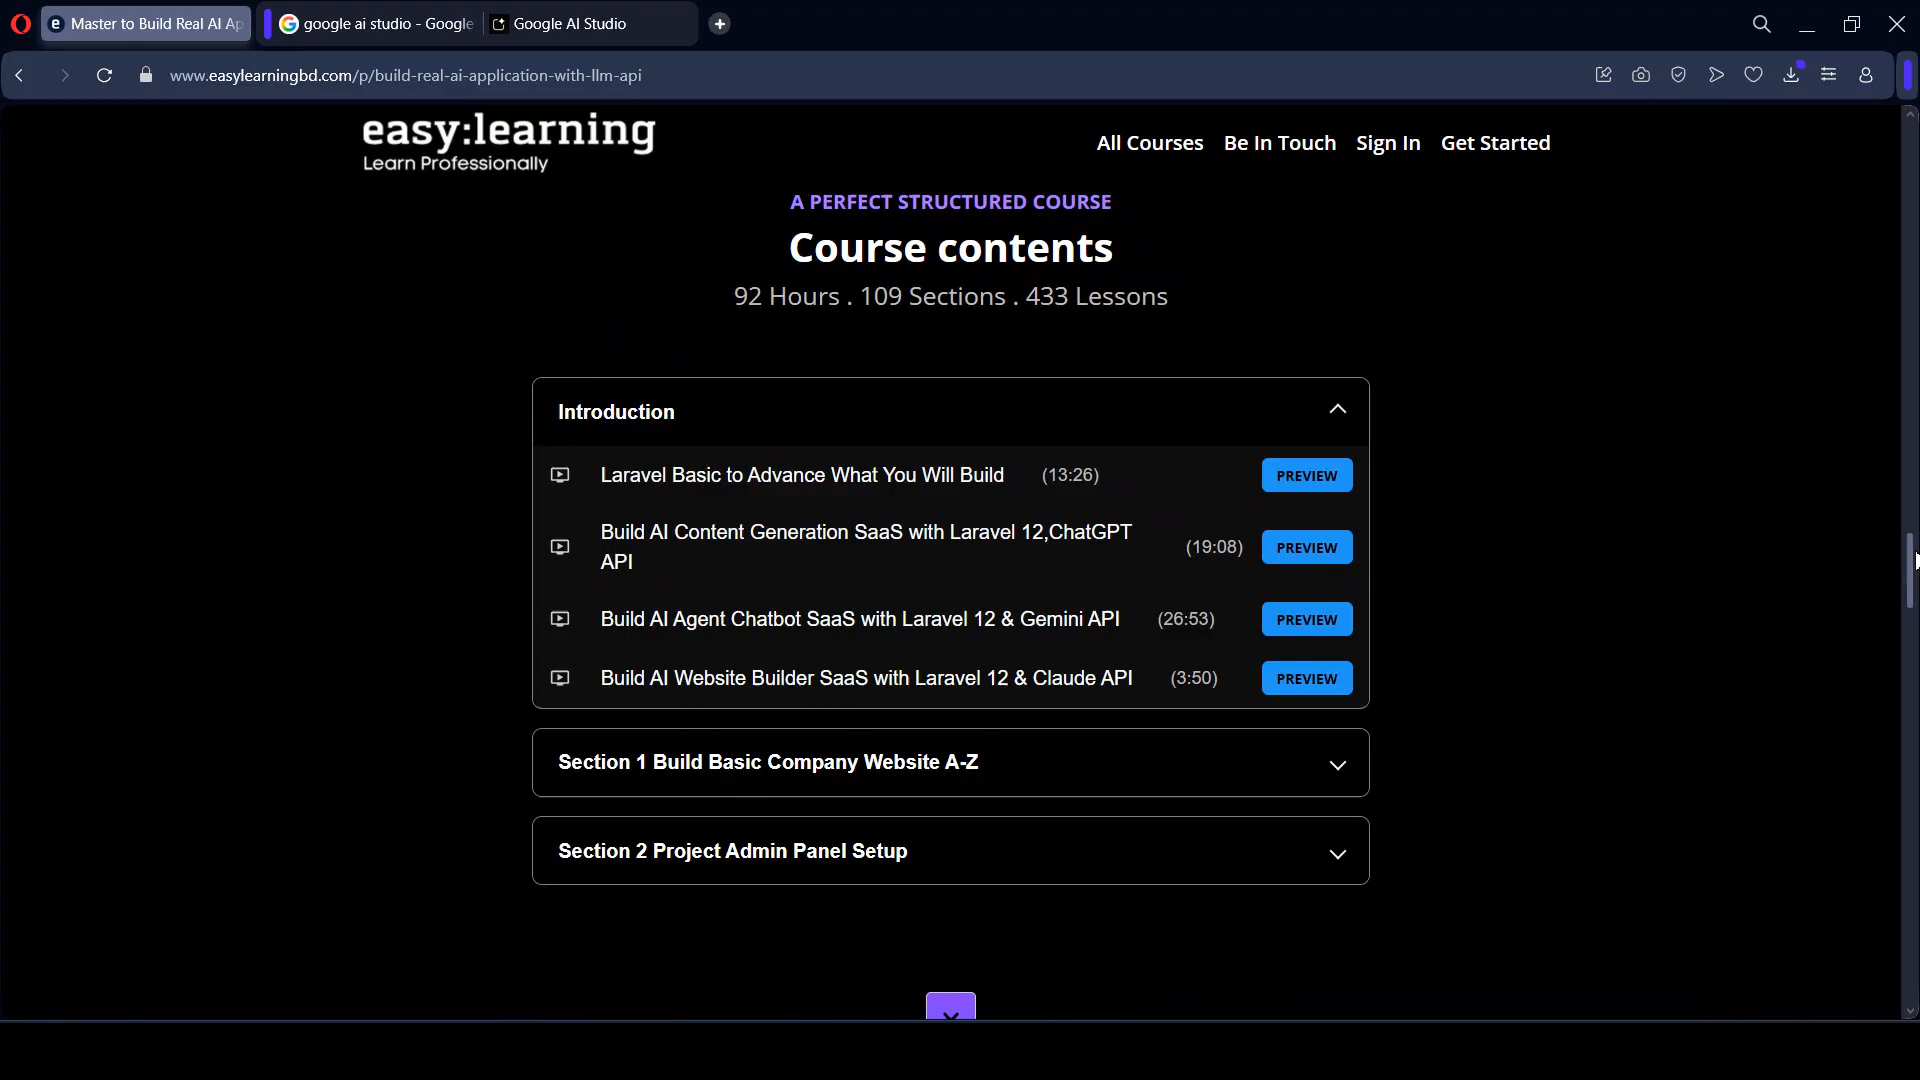 Master to Build Real AI Ap
google ai studio - Google
Google AI Studio
www.easylearningbd.com/p/build-real-ai-application-with-llm-api
easy:learning
Learn Professionally
All Courses Be In Touch Sign In Get Started
A PERFECT STRUCTURED COURSE
Course contents
92 Hours . 109 Sections . 433 Lessons
Introduction
Laravel Basic to Advance What You Will Build (13:26) PREVIEW
Build AI Content Generation SaaS with Laravel 12,ChatGPT
API (19:08) PREVIEW
Build AI Agent Chatbot SaaS with Laravel 12 & Gemini API (26:53) PREVIEW
Build AI Website Builder SaaS with Laravel 12 & Claude API (3:50) PREVIEW
Section 1 Build Basic Company Website A-Z
Section 2 Project Admin Panel Setup